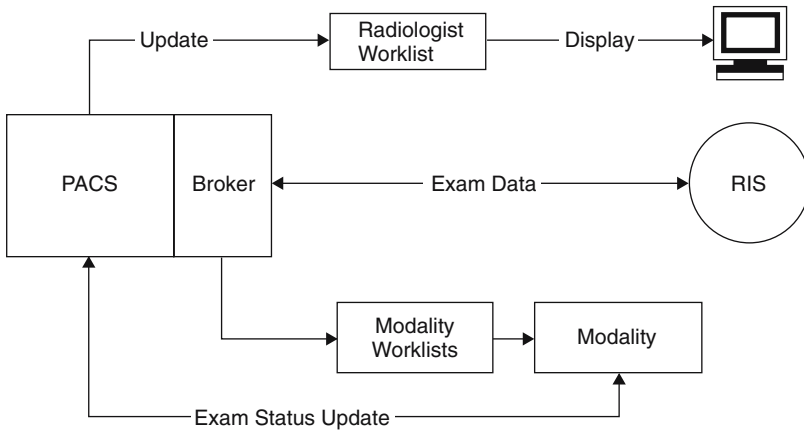 Update
Radiologist
Worklist
Display
PACS
Broker
Exam Data
RIS
Modality
Worklists
Modality
Exam Status Update